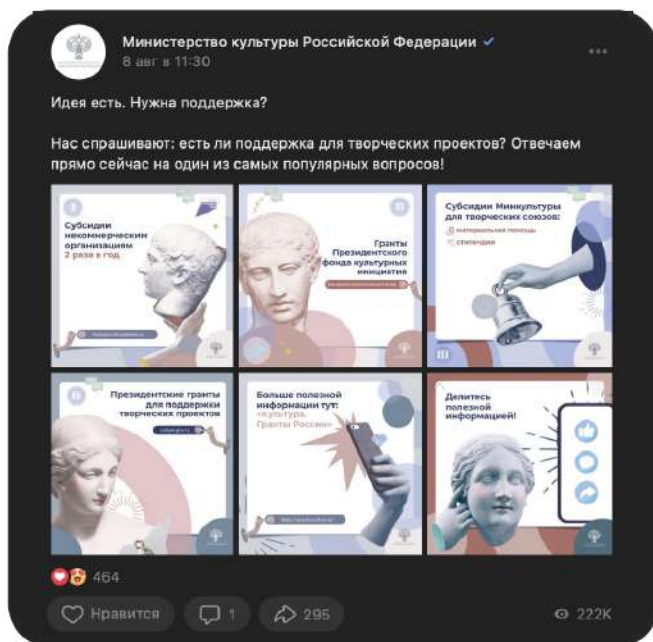 Министерство культуры Российской Федерации
8 авг в 11:30
Идея есть. Нужна поддержка?
Нас спрашивают: есть ли поддержка для творческих проектов? Отвечаем
прямо сейчас на один из самых популярных вопросов!
Субсидии
некоммерческим
организациям
2 раза в год
Гранты
Президентского
фонда культурных
инициатив
Субсидии Минкультуры
для творческих союзов:
материальная помощь
стипендия
Президентские гранты
для поддержки
творческих проектов
Больше полезной
информации тут:
«Культура.
Гранты России»
Делитесь
полезной
информацией!
464
Нравится
1
295
222K